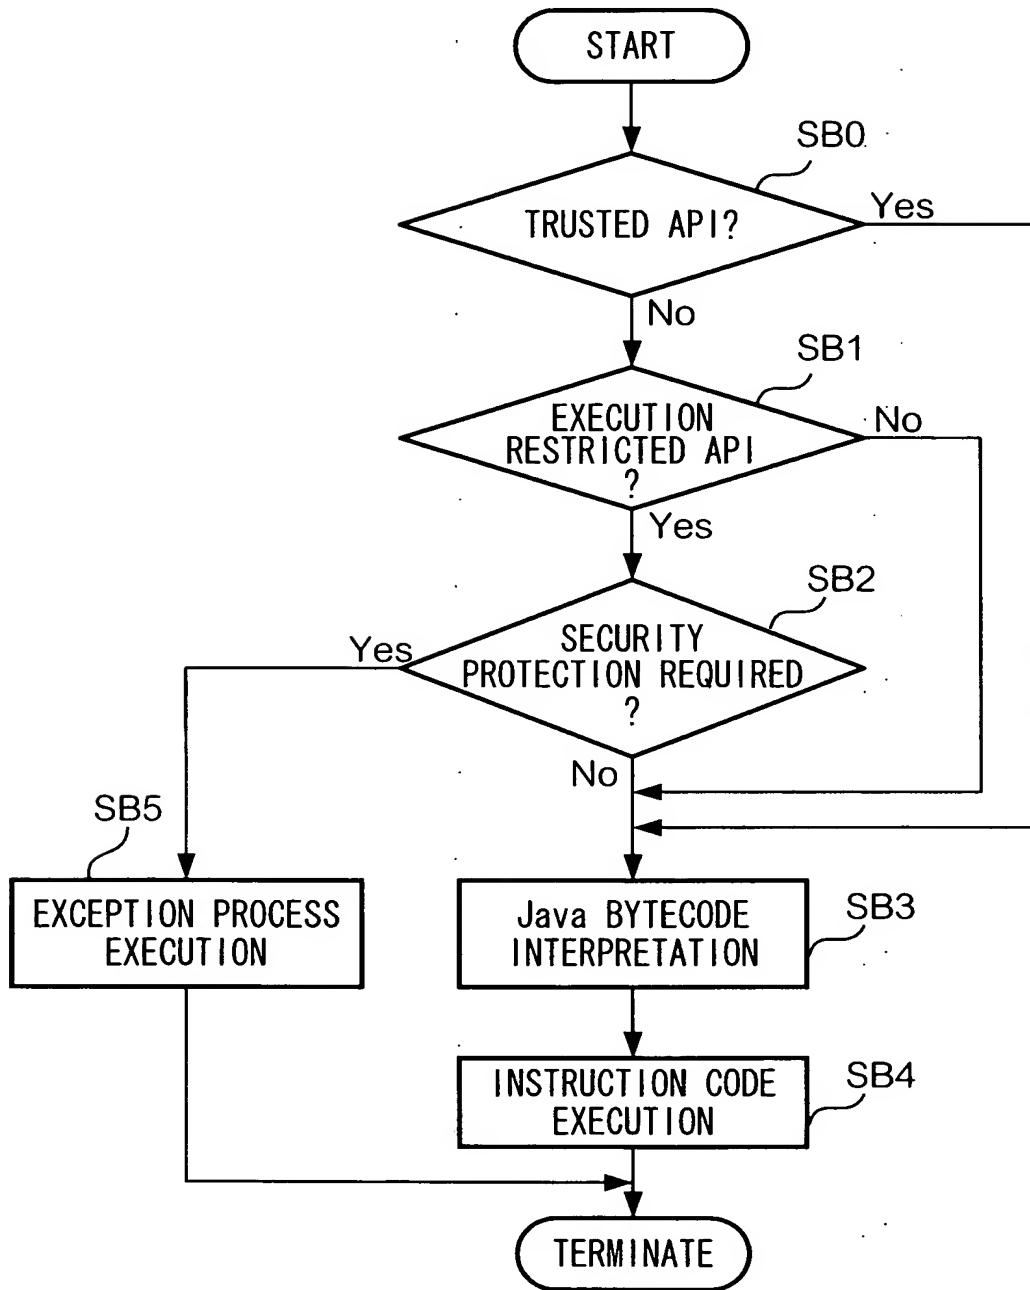 START
SB0
TRUSTED API?
Yes
No
SB1
EXECUTION
RESTRICTED API
?
No
Yes
SB2
SECURITY
PROTECTION REQUIRED
?
Yes
No
SB5
EXCEPTION PROCESS
EXECUTION
Java BYTECODE
INTERPRETATION
SB3
INSTRUCTION CODE
EXECUTION
SB4
TERMINATE